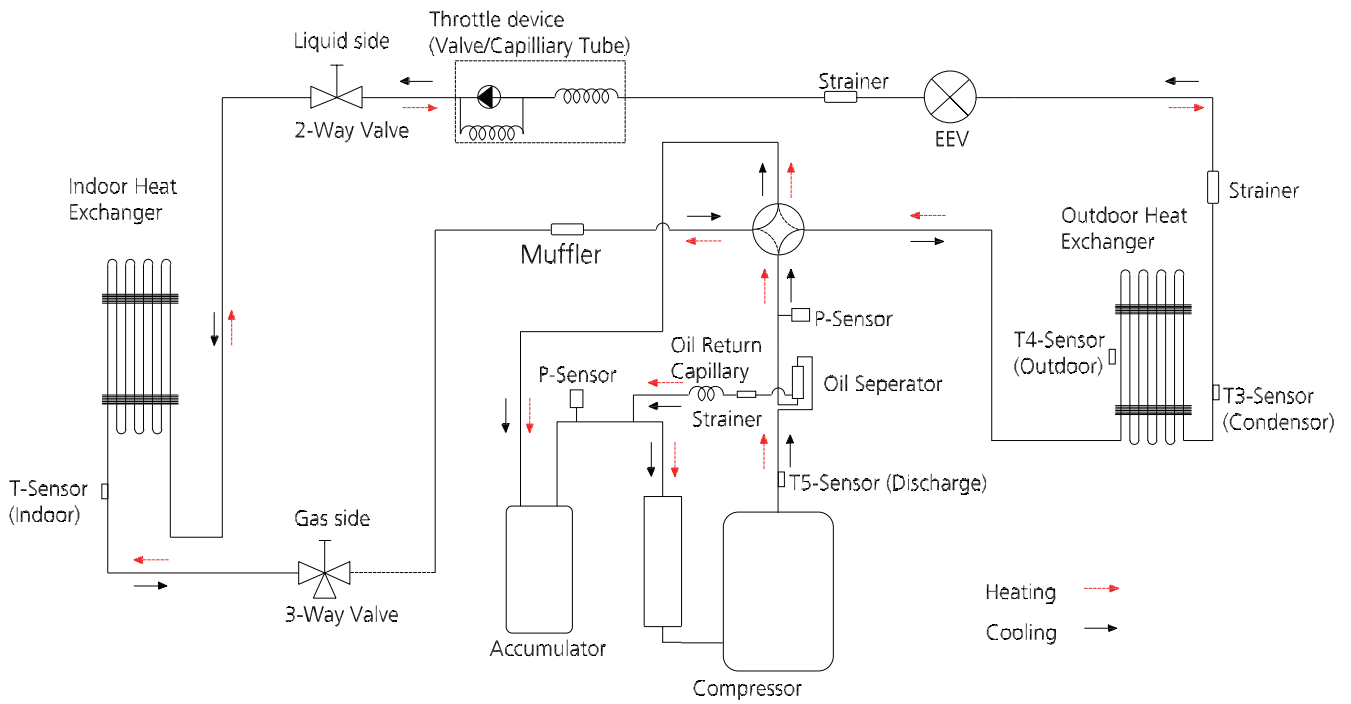 Throttle device
(Valve/Capilliary Tube)
Liquid side
2-Way Valve
Strainer
EEV
Indoor Heat
Exchanger
Strainer
Outdoor Heat
Exchanger
Muffler
P-Sensor
T4-Sensor
(Outdoor)
Oil Return
Capillary
P-Sensor
Oil Seperator
Strainer
T3-Sensor
(Condensor)
T-Sensor
(Indoor)
T5-Sensor (Discharge)
Gas side
3-Way Valve
Heating
Cooling
Accumulator
Compressor